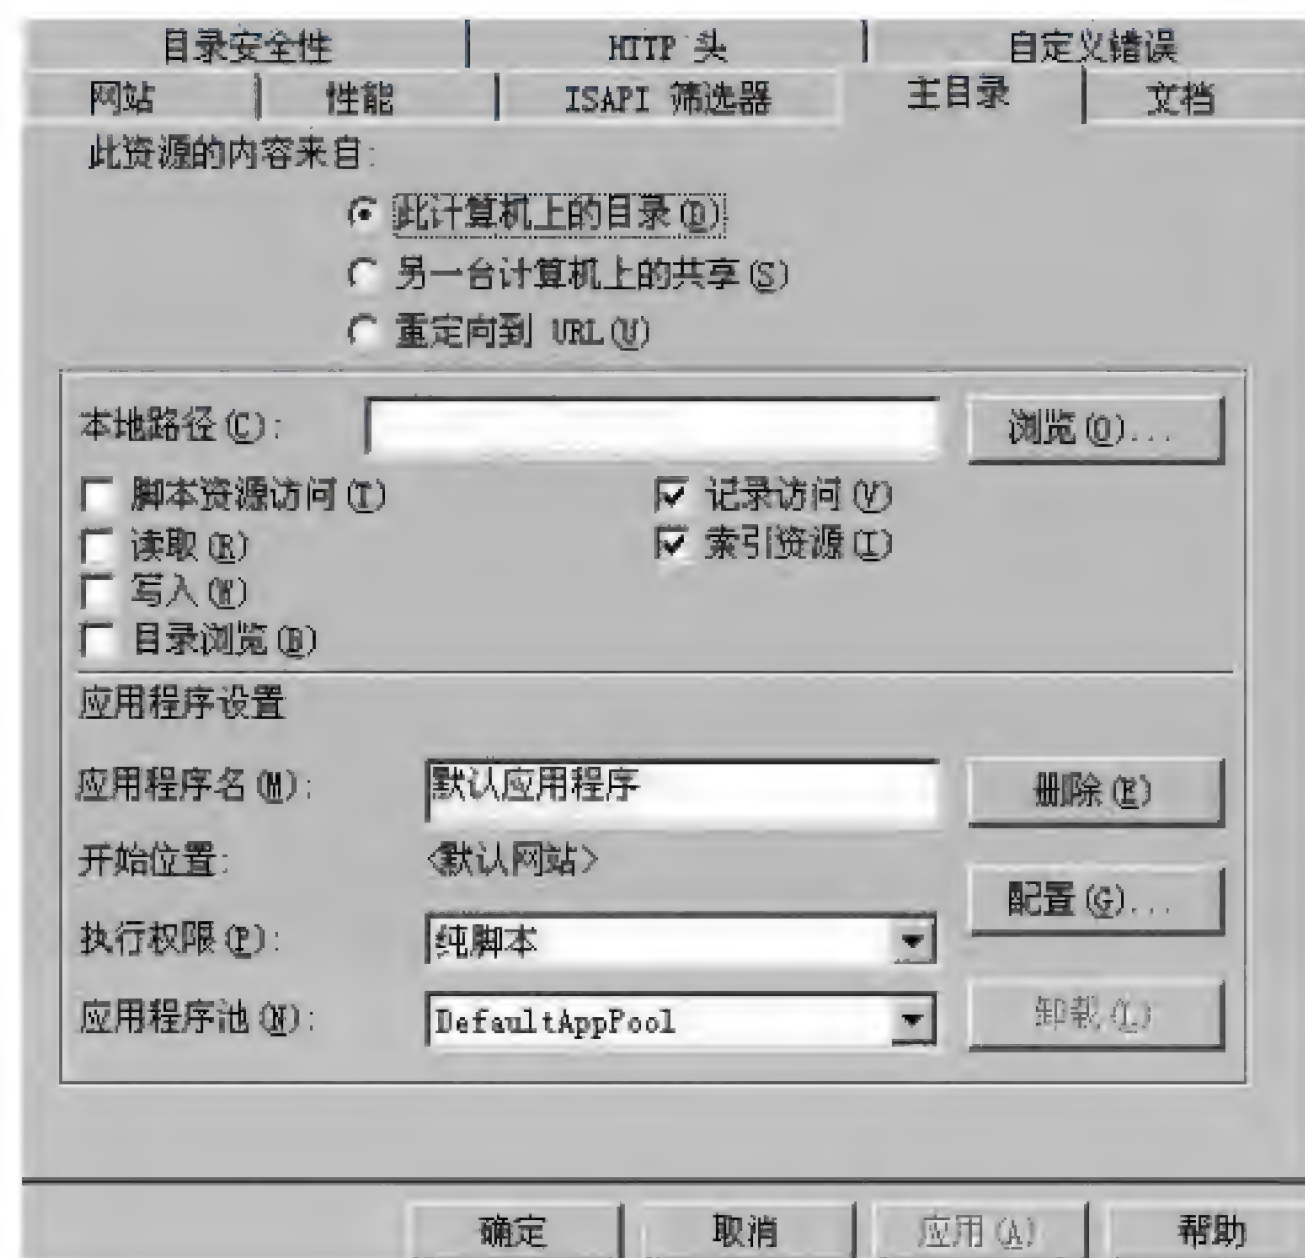 目录安全性 HTTP 头 自定义错误
网站 性能 ISAPI 筛选器 主目录 文档
此资源的内容来自:
此计算机上的目录(D)
另一台计算机上的共享(S)
重定向到 URL(U)
本地路径(C): 浏览(O)...
脚本资源访问(T) 记录访问(V)
读取(R) 索引资源(I)
写入(W)
目录浏览(B)
应用程序设置
应用程序名(M): 默认应用程序 删除(E)
开始位置: <默认网站>
配置(G)...
执行权限(P): 纯脚本
应用程序池(N): DefaultAppPool 卸载(L)
确定 取消 应用(A) 帮助